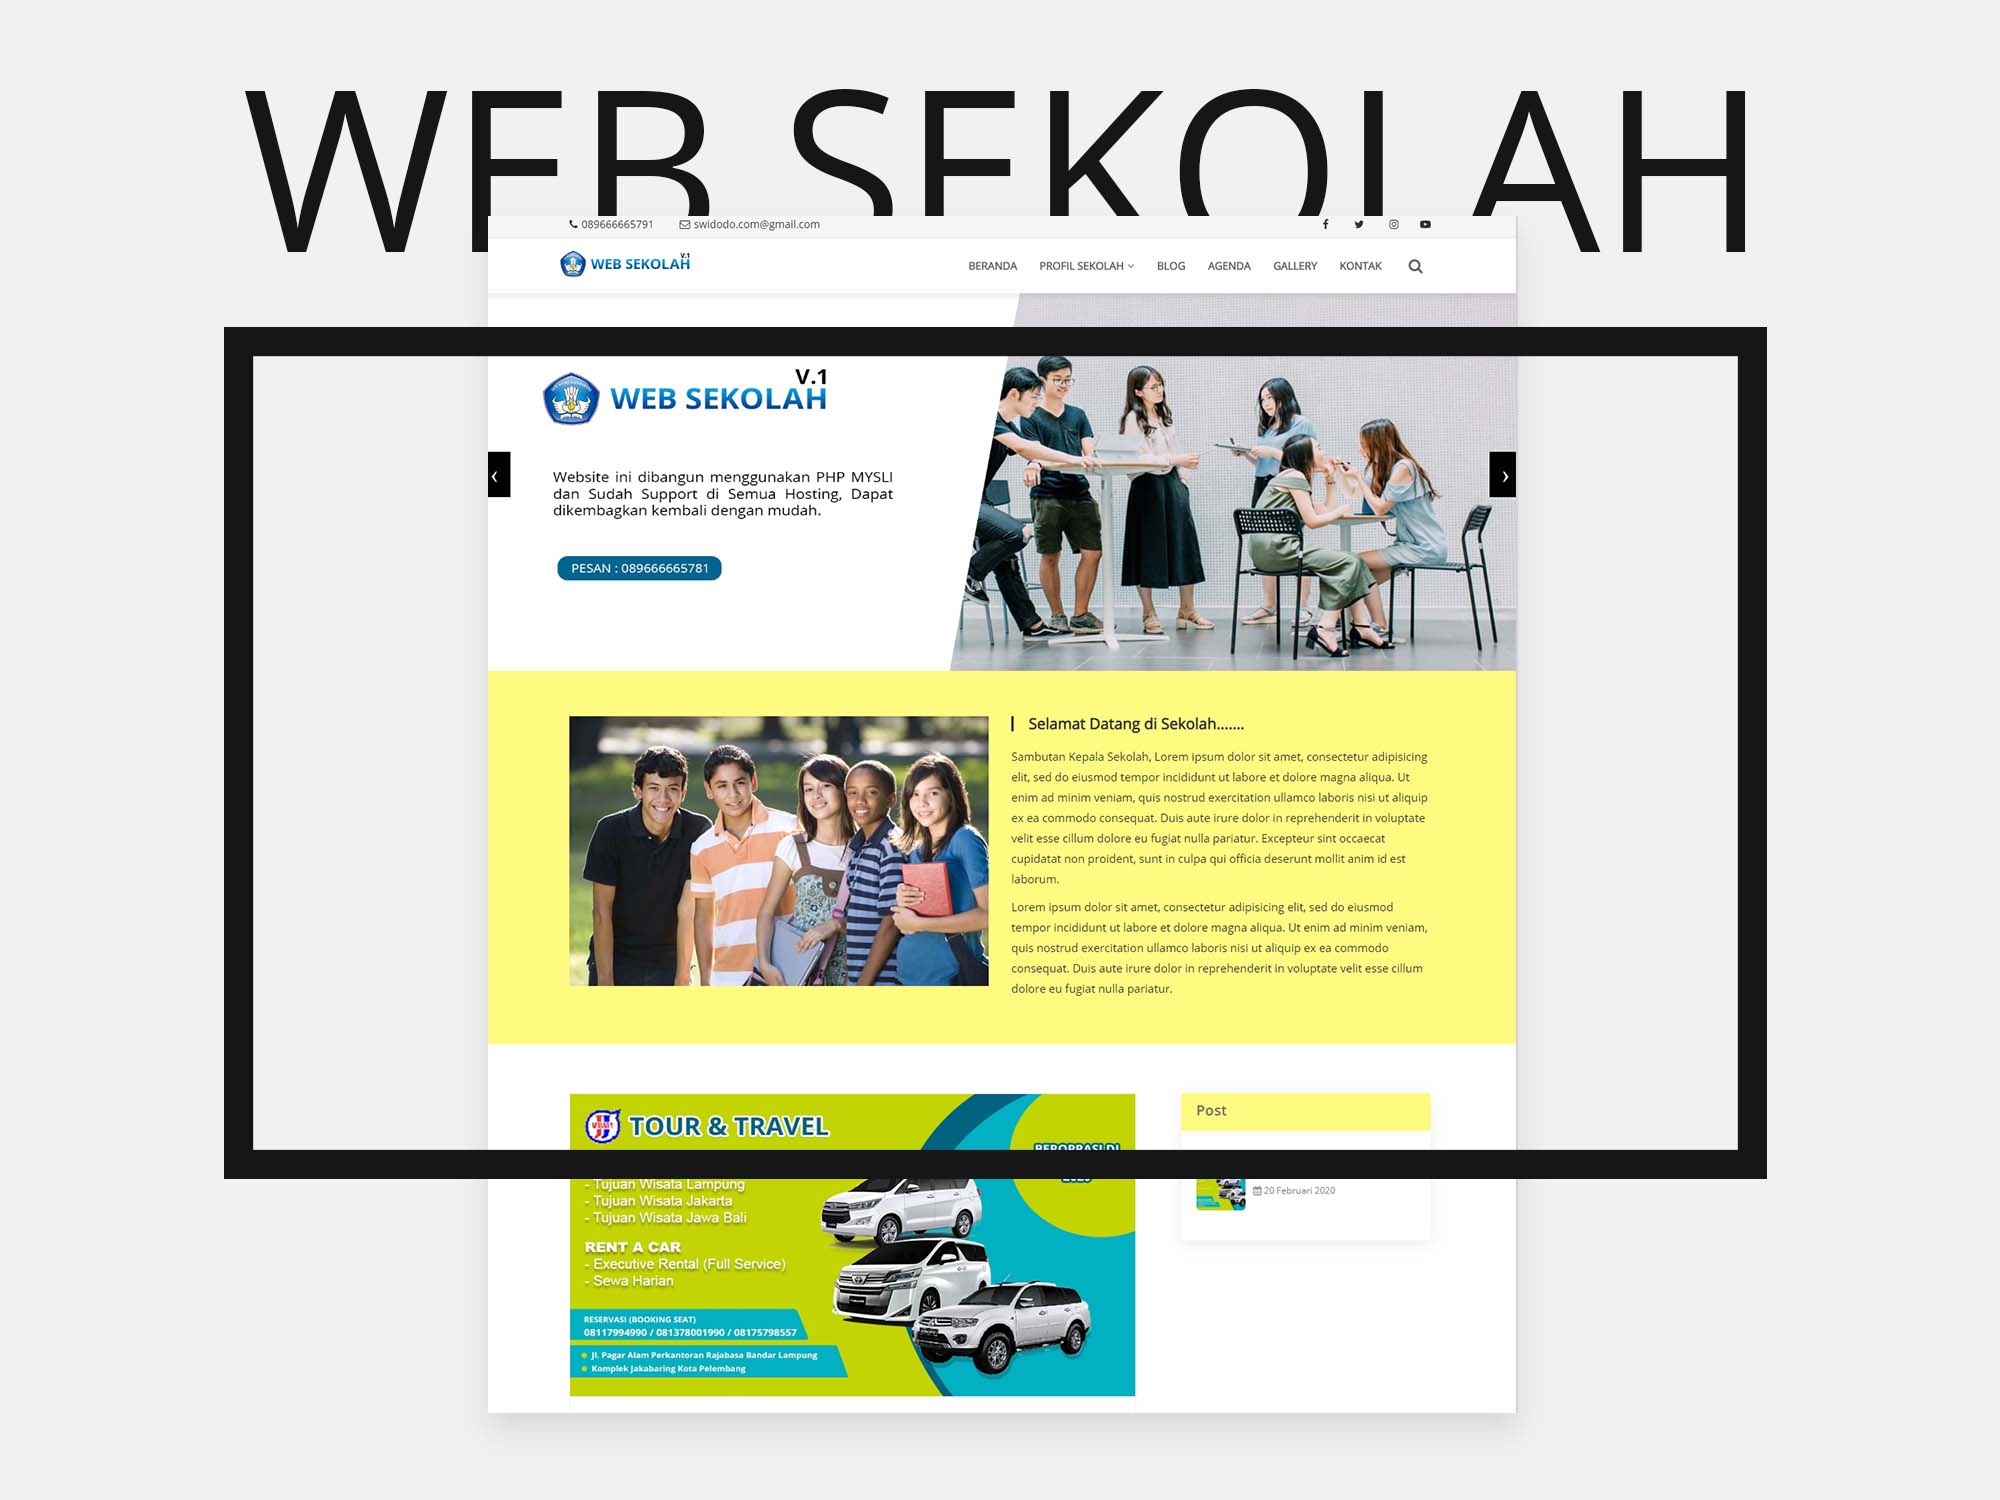 WEB SEKOLAH
089666665791 swidodo.com@gmail.com
WEB SEKOLAH V.1
BERANDA PROFIL SEKOLAH BLOG AGENDA GALLERY KONTAK
V.1
WEB SEKOLAH
Website ini dibangun menggunakan PHP MYSLI
dan Sudah Support di Semua Hosting, Dapat
dikembagkan kembali dengan mudah.
PESAN : 089666665781
Selamat Datang di Sekolah.......
Sambutan Kepala Sekolah, Lorem ipsum dolor sit amet, consectetur adipisicing
elit, sed do eiusmod tempor incididunt ut labore et dolore magna aliqua. Ut
enim ad minim veniam, quis nostrud exercitation ullamco laboris nisi ut aliquip
ex ea commodo consequat. Duis aute irure dolor in reprehenderit in voluptate
velit esse cillum dolore eu fugiat nulla pariatur. Excepteur sint occaecat
cupidatat non proident, sunt in culpa qui officia deserunt mollit anim id est
laborum.
Lorem ipsum dolor sit amet, consectetur adipisicing elit, sed do eiusmod
tempor incididunt ut labore et dolore magna aliqua. Ut enim ad minim veniam,
quis nostrud exercitation ullamco laboris nisi ut aliquip ex ea commodo
consequat. Duis aute irure dolor in reprehenderit in voluptate velit esse cillum
dolore eu fugiat nulla pariatur.
TOUR & TRAVEL
- Tujuan Wisata Lampung
- Tujuan Wisata Jakarta
- Tujuan Wisata Jawa Bali
RENT A CAR
- Executive Rental (Full Service)
- Sewa Harian
RESERVASI (BOOKING SEAT)
08117994990 / 081378001990 / 08175798557
Jl. Pagar Alam Perkantoran Rajabasa Bandar Lampung
Komplek Jakabaring Kota Pelembang
Post
20 Februari 2020